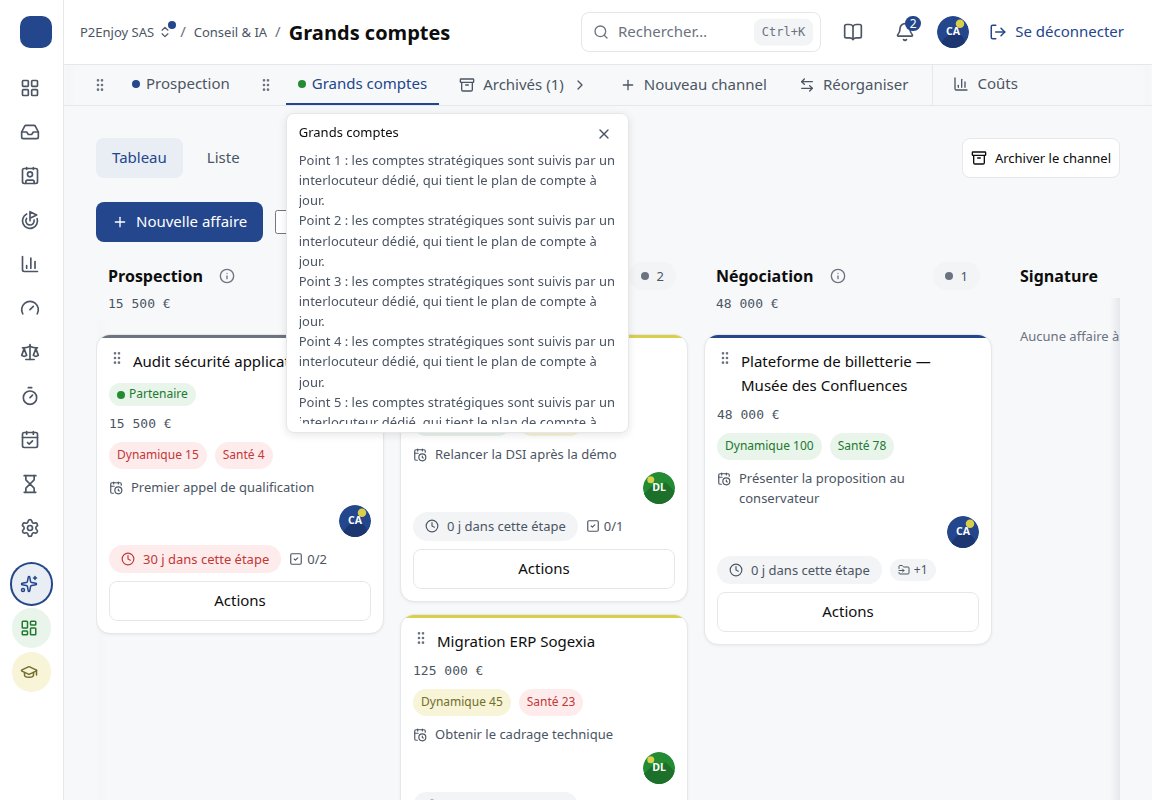 P2Enjoy SAS / Conseil & IA / Grands comptes
Rechercher... Ctrl+K
2
CA
Se déconnecter
Prospection
Grands comptes
Archivés (1)
Nouveau channel
Réorganiser
Coûts
Tableau
Liste
Archiver le channel
Nouvelle affaire
Grands comptes
Point 1 : les comptes stratégiques sont suivis par un
interlocuteur dédié, qui tient le plan de compte à
jour.
Point 2 : les comptes stratégiques sont suivis par un
interlocuteur dédié, qui tient le plan de compte à
jour.
Point 3 : les comptes stratégiques sont suivis par un
interlocuteur dédié, qui tient le plan de compte à
jour.
Point 4 : les comptes stratégiques sont suivis par un
interlocuteur dédié, qui tient le plan de compte à
jour.
Point 5 : les comptes stratégiques sont suivis par un
interlocuteur dédié, qui tient le plan de compte à
Prospection
15 500 €
Audit sécurité applicat
Partenaire
15 500 €
Dynamique 15
Santé 4
Premier appel de qualification
CA
30 j dans cette étape
0/2
Actions
2
Relancer la DSI après la démo
DL
0 j dans cette étape
0/1
Actions
Migration ERP Sogexia
125 000 €
Dynamique 45
Santé 23
Obtenir le cadrage technique
DL
Négociation
1
48 000 €
Plateforme de billetterie —
Musée des Confluences
48 000 €
Dynamique 100
Santé 78
Présenter la proposition au
conservateur
CA
0 j dans cette étape
+1
Actions
Signature
Aucune affaire à